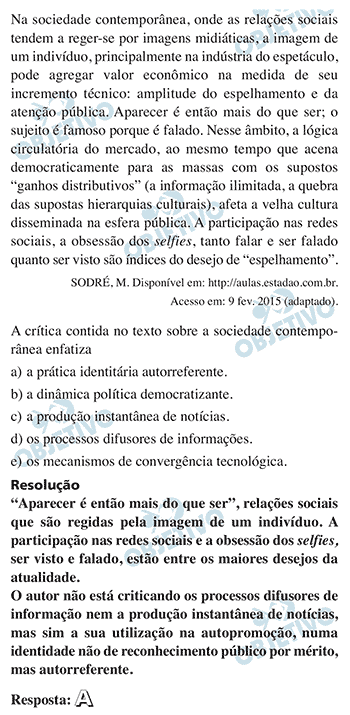 Na sociedade contemporânea, onde as relações sociais
tendem a reger-se por imagens midiáticas, a imagem de
um indivíduo, principalmente na indústria do espetáculo,
pode agregar valor econômico na medida de seu
incremento técnico: amplitude do espelhamento e da
atenção pública. Aparecer é então mais do que ser; o
sujeito é famoso porque é falado. Nesse âmbito, a lógica
circulatória do mercado, ao mesmo tempo que acena
democraticamente para as massas com os supostos
“ganhos distributivos” (a informação ilimitada, a quebra
das supostas hierarquias culturais), afeta a velha cultura
disseminada na esfera pública. A participação nas redes
sociais, a obsessão dos selfies, tanto falar e ser falado
quanto ser visto são índices do desejo de “espelhamento”.
SODRÉ, M. Disponível em: http://aulas.estadao.com.br.
Acesso em: 9 fev. 2015 (adaptado).
A crítica contida no texto sobre a sociedade contempo-
rânea enfatiza
a) a prática identitária autorreferente.
b) a dinâmica política democratizante.
c) a produção instantânea de notícias.
d) os processos difusores de informações.
e) os mecanismos de convergência tecnológica.
Resolução
“Aparecer é então mais do que ser”, relações sociais
que são regidas pela imagem de um indivíduo. A
participação nas redes sociais e a obsessão dos selfies,
ser visto e falado, estão entre os maiores desejos da
atualidade.
O autor não está criticando os processos difusores de
informação nem a produção instantânea de notícias,
mas sim a sua utilização na autopromoção, numa
identidade não de reconhecimento público por mérito,
mas autorreferente.
Resposta: A
OBJETIVO
OBJETIVO
OBJETIVO
OBJETIVO
OBJETIVO
OBJETIVO